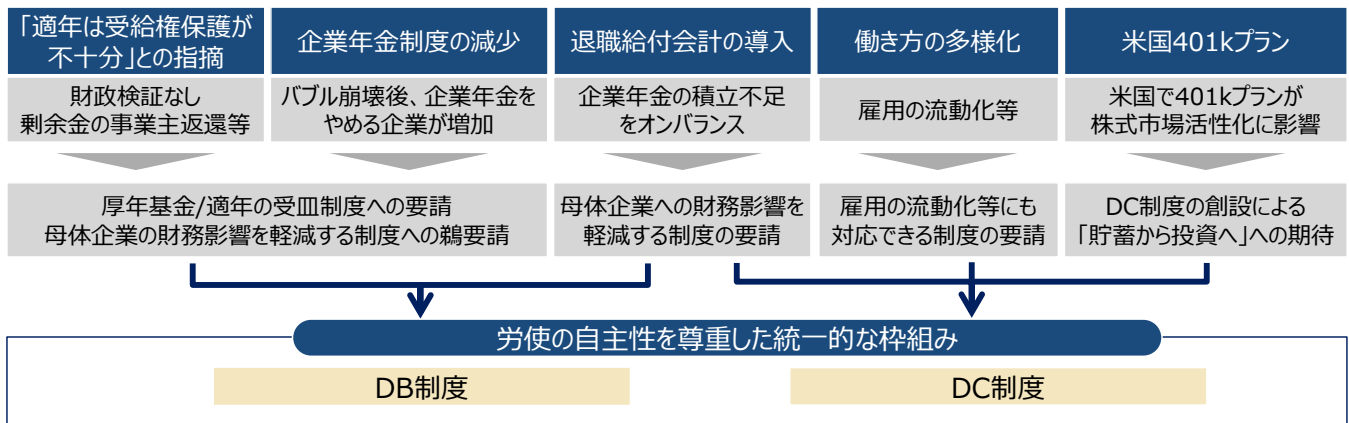 「適年は受給権保護が
不十分」との指摘
企業年金制度の減少
退職給付会計の導入
働き方の多様化
米国401kプラン
財政検証なし
剰余金の事業主返還等
バブル崩壊後、企業年金を
やめる企業が増加
企業年金の積立不足
をオンバランス
雇用の流動化等
米国で401kプランが
株式市場活性化に影響
厚年基金/適年の受皿制度への要請
母体企業の財務影響を軽減する制度への鵜要請
母体企業への財務影響を
軽減する制度の要請
雇用の流動化等にも
対応できる制度の要請
DC制度の創設による
「貯蓄から投資へ」への期待
労使の自主性を尊重した統一的な枠組み
DB制度
DC制度